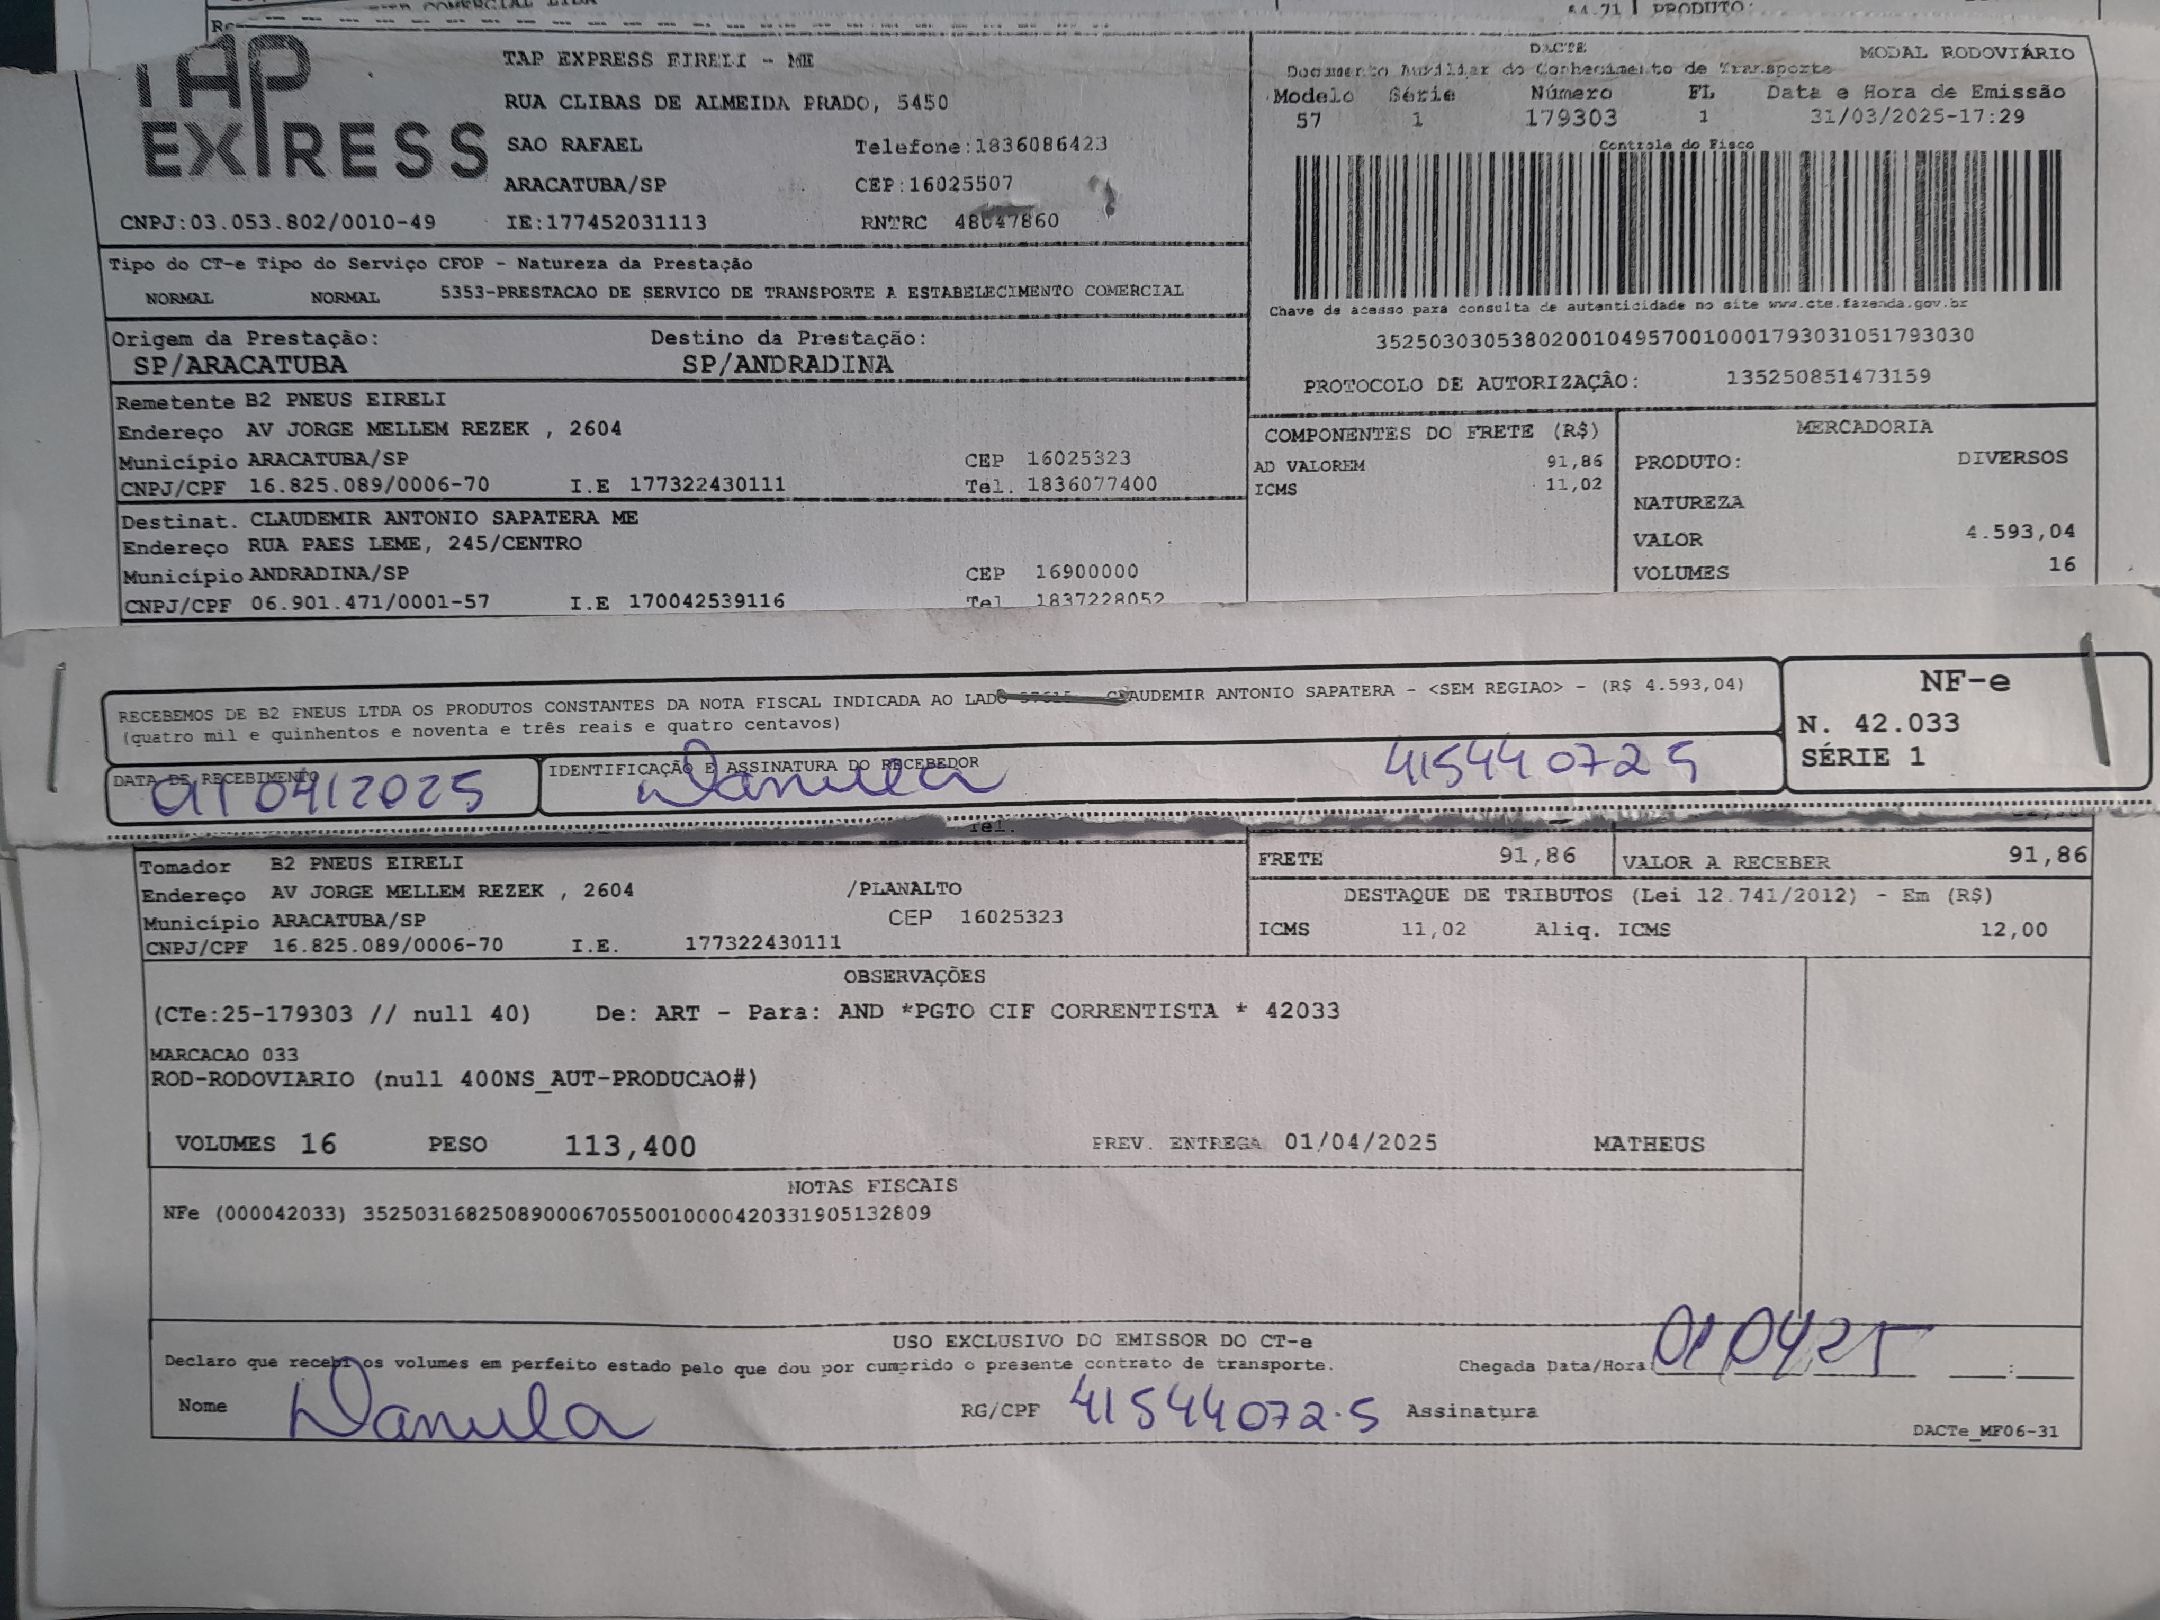 COMERCIAL LTDA
64.71 PRODUTO:
TAP EXPRESS
TAP EXPRESS EIRELI - ME
RUA CLIBAS DE ALMEIDA PRADO, 5450
SAO RAFAEL Telefone:1836086423
ARACATUBA/SP CEP:16025507
CNPJ:03.053.802/0010-49 IE:177452031113 RNTRC 48047860
DACTE MODAL RODOVIÁRIO
Documento Auxiliar do Conhecimento de Transporte
Modelo Série Número FL Data e Hora de Emissão
57 1 179303 1 31/03/2025-17:29
Controle do Fisco
Chave de acesso para consulta de autenticidade no site www.cte.fazenda.gov.br
35250303053802001049570010001793031051793030
PROTOCOLO DE AUTORIZAÇÂO: 135250851473159
Tipo do CT-e Tipo do Serviço CFOP - Natureza da Prestação
NORMAL NORMAL 5353-PRESTACAO DE SERVICO DE TRANSPORTE A ESTABELECIMENTO COMERCIAL
Origem da Prestação: Destino da Prestação:
SP/ARACATUBA SP/ANDRADINA
Remetente B2 PNEUS EIRELI
Endereço AV JORGE MELLEM REZEK , 2604
Município ARACATUBA/SP CEP 16025323
CNPJ/CPF 16.825.089/0006-70 I.E 177322430111 Tel. 1836077400
Destinat. CLAUDEMIR ANTONIO SAPATERA ME
Endereço RUA PAES LEME, 245/CENTRO
Município ANDRADINA/SP CEP 16900000
CNPJ/CPF 06.901.471/0001-57 I.E 170042539116 Tel 1837228052
COMPONENTES DO FRETE (R$)
AD VALOREM 91,86
ICMS 11,02
MERCADORIA
PRODUTO: DIVERSOS
NATUREZA
VALOR 4.593,04
VOLUMES 16
RECEBEMOS DE B2 PNEUS LTDA OS PRODUTOS CONSTANTES DA NOTA FISCAL INDICADA AO LADO CLAUDEMIR ANTONIO SAPATERA - <SEM REGIAO> - (R$ 4.593,04)
(quatro mil e quinhentos e noventa e três reais e quatro centavos)
DATA DE RECEBIMENTO IDENTIFICAÇÃO E ASSINATURA DO RECEBEDOR
01/04/2025 Danula 415440725
NF-e
N. 42.033
SÉRIE 1
Tel.
Tomador B2 PNEUS EIRELI
Endereço AV JORGE MELLEM REZEK , 2604 /PLANALTO
Município ARACATUBA/SP CEP 16025323
CNPJ/CPF 16.825.089/0006-70 I.E. 177322430111
FRETE 91,86 VALOR A RECEBER 91,86
DESTAQUE DE TRIBUTOS (Lei 12.741/2012) - Em (R$)
ICMS 11,02 Aliq. ICMS 12,00
OBSERVAÇÕES
(CTe:25-179303 // null 40) De: ART - Para: AND *PGTO CIF CORRENTISTA * 42033
MARCACAO 033
ROD-RODOVIARIO (null 400NS_AUT-PRODUCAO#)
VOLUMES 16 PESO 113,400 PREV. ENTREGA 01/04/2025 MATHEUS
NOTAS FISCAIS
NFe (000042033) 35250316825089000670550010000420331905132809
USO EXCLUSIVO DO EMISSOR DO CT-e
Declaro que recebi os volumes em perfeito estado pelo que dou por cumprido o presente contrato de transporte. Chegada Data/Hora: 01/04/25 :
Nome Danula RG/CPF 41544072-5 Assinatura
DACTe_MF06-31